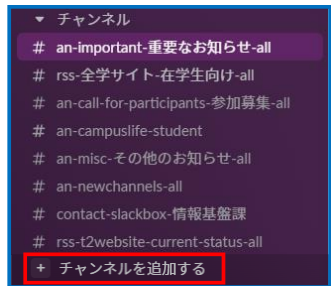 ▼ チャンネル
# an-important-重要なお知らせ-all
# rss-全学サイト-在学生向け-all
# an-call-for-participants-参加募集-all
# an-campuslife-student
# an-misc-その他のお知らせ-all
# an-newchannels-all
# contact-slackbox-情報基盤課
# rss-t2website-current-status-all
+ チャンネルを追加する